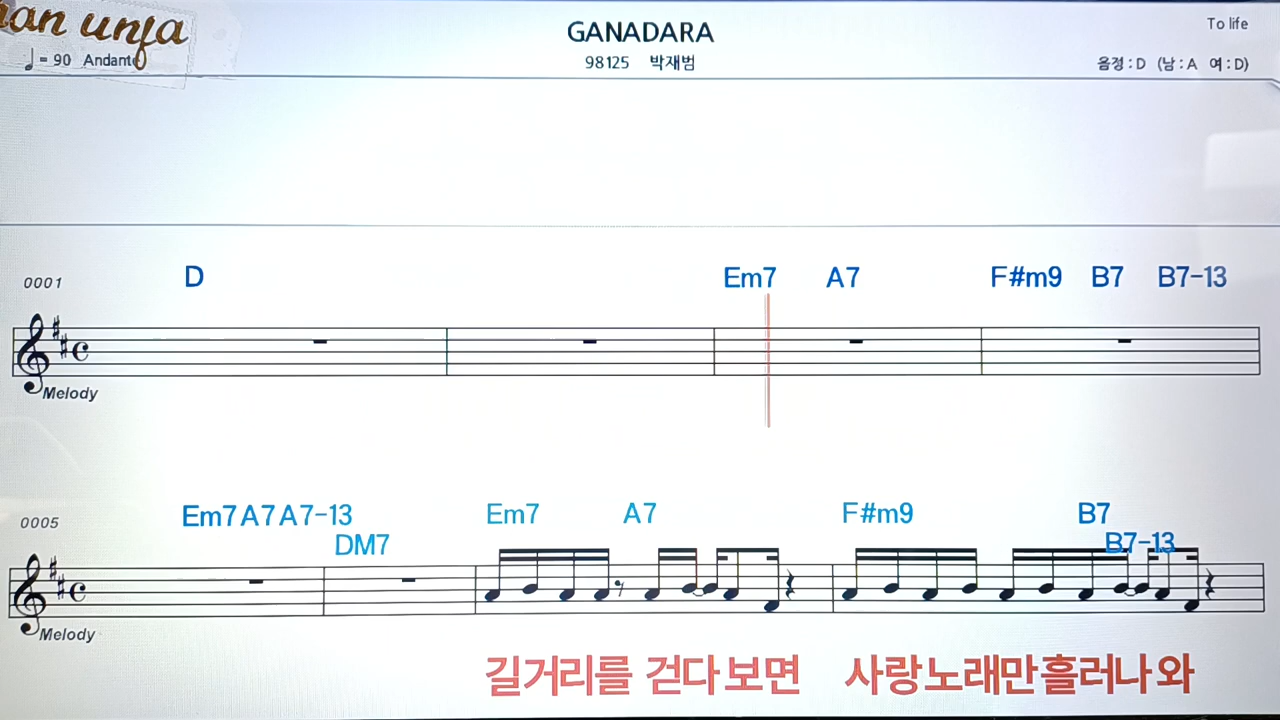 GANADARA
To life
♩= 90 Andante
98125 박재범
음정 : D (남 : A 여 : D)
0001
D Em7 A7 F#m9 B7 B7-13
Melody
0005
Em7 A7 A7-13 DM7 Em7 A7 F#m9 B7 B7-13
Melody
길거리를 걷다보면 사랑노래만흘러나와